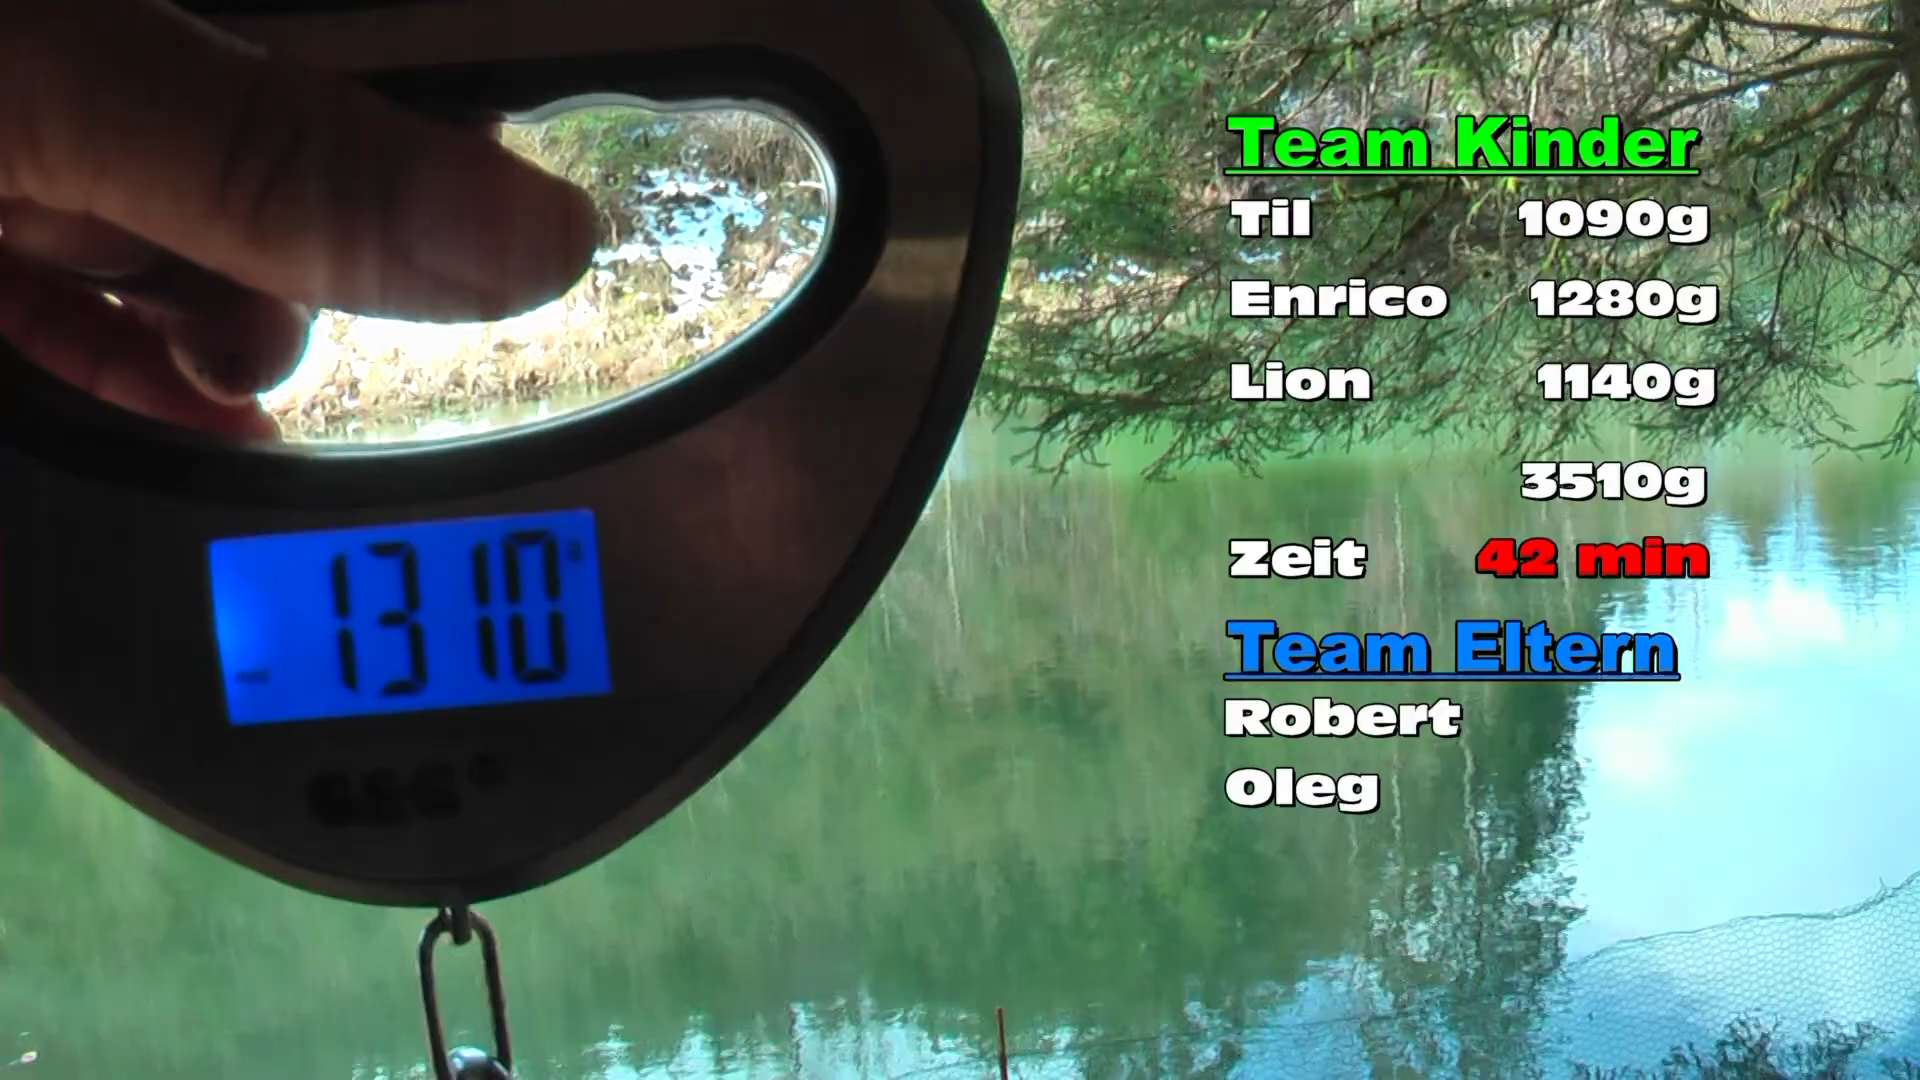 1310
Team Kinder
Til 1090g
Enrico 1280g
Lion 1140g
3510g
Zeit 42 min
Team Eltern
Robert
Oleg